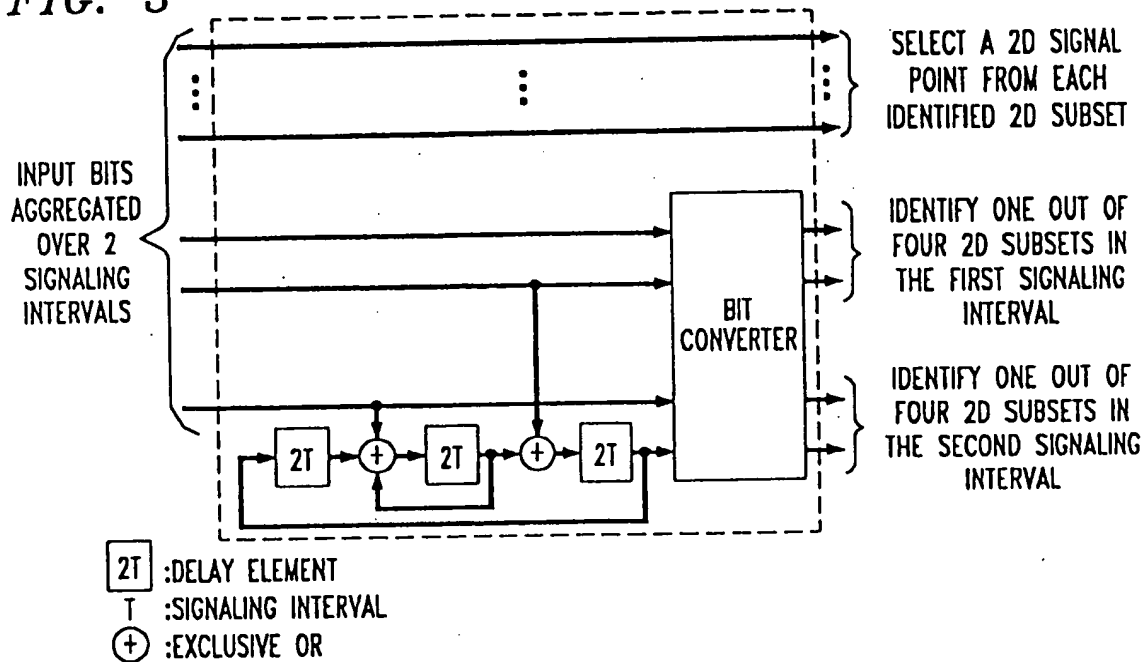 FIG. 3
SELECT A 2D SIGNAL
POINT FROM EACH
IDENTIFIED 2D SUBSET
INPUT BITS
AGGREGATED
OVER 2
SIGNALING
INTERVALS
IDENTIFY ONE OUT OF
FOUR 2D SUBSETS IN
THE FIRST SIGNALING
INTERVAL
BIT
CONVERTER
IDENTIFY ONE OUT OF
FOUR 2D SUBSETS IN
THE SECOND SIGNALING
INTERVAL
2T + 2T + 2T
2T :DELAY ELEMENT
T :SIGNALING INTERVAL
+ :EXCLUSIVE OR